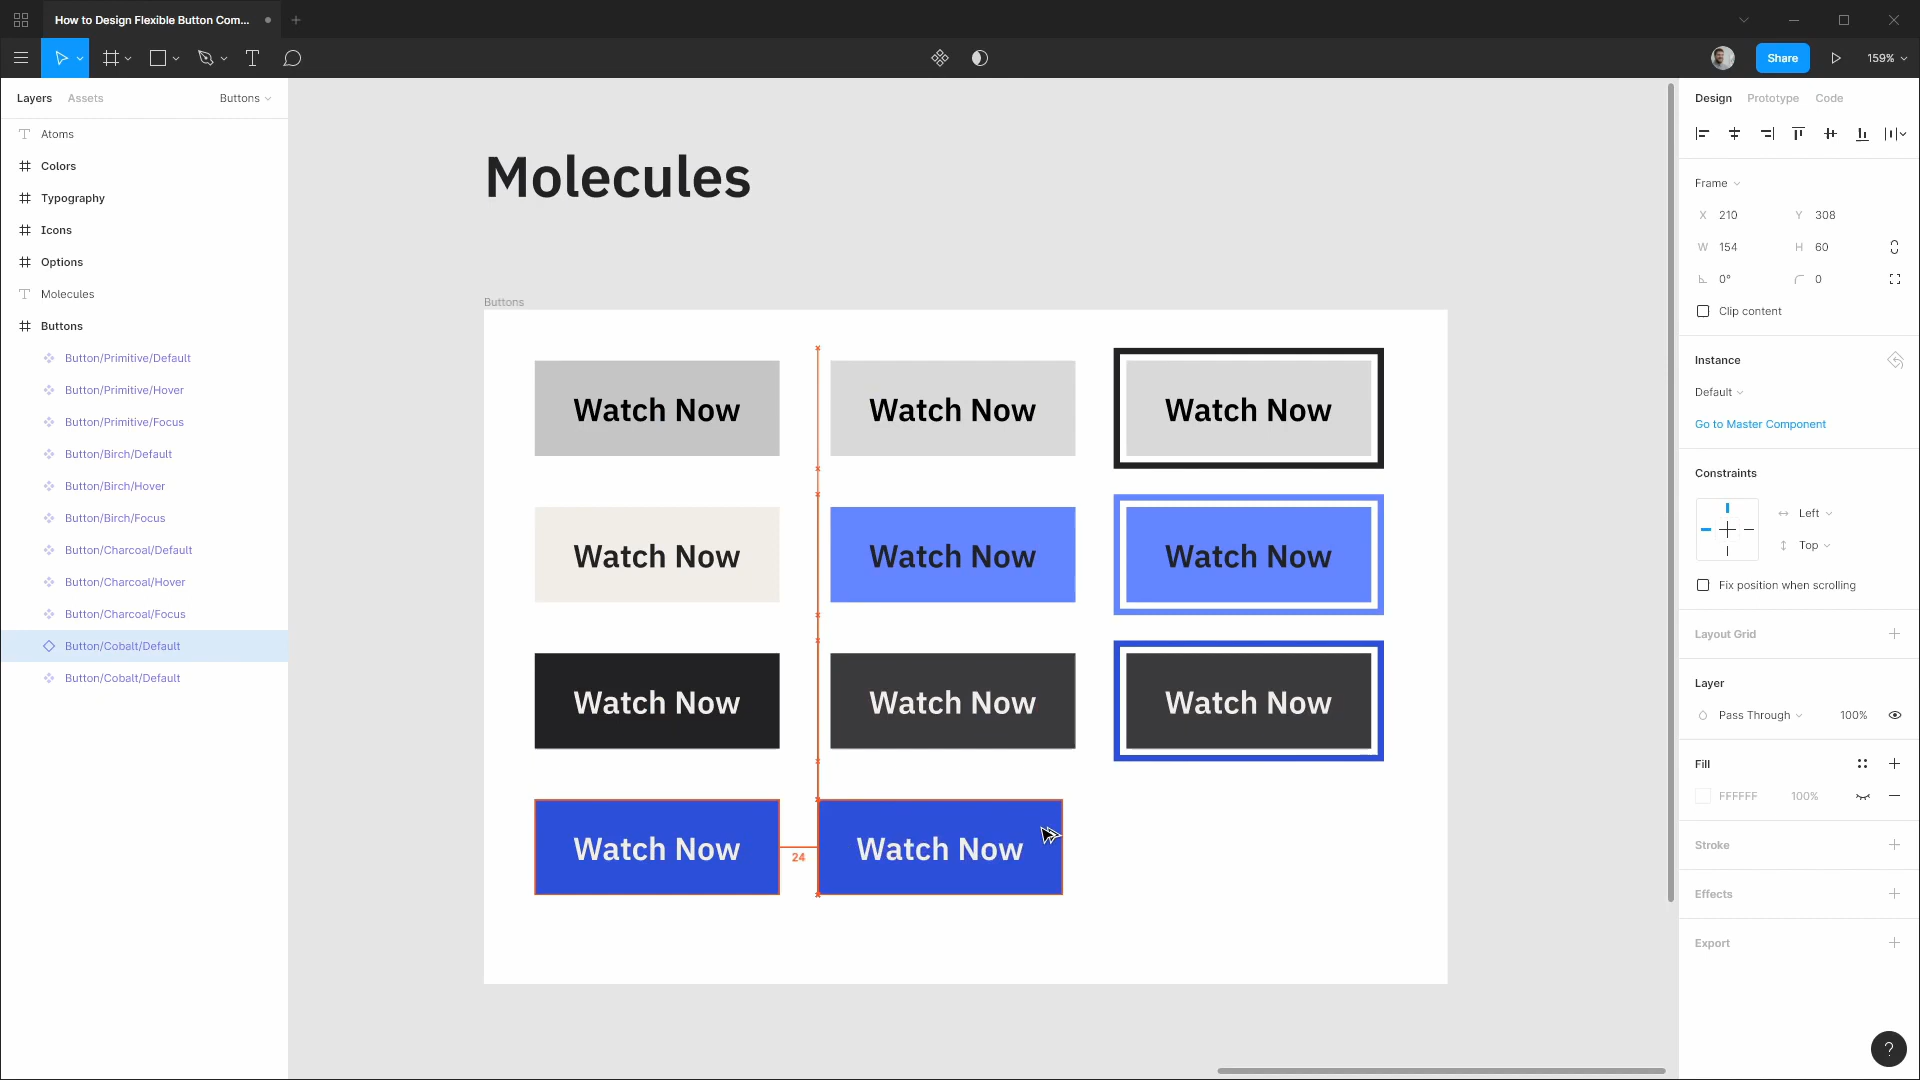 How to Design Flexible Button Com...
Share
159%
Layers
Assets
Buttons
Atoms
Colors
Typography
Icons
Options
Molecules
Buttons
Button/Primitive/Default
Button/Primitive/Hover
Button/Primitive/Focus
Button/Birch/Default
Button/Birch/Hover
Button/Birch/Focus
Button/Charcoal/Default
Button/Charcoal/Hover
Button/Charcoal/Focus
Button/Cobalt/Default
Button/Cobalt/Default
Molecules
Buttons
Watch Now Watch Now Watch Now
Watch Now Watch Now Watch Now
Watch Now Watch Now Watch Now
Watch Now 24 Watch Now
Design Prototype Code
Frame
X 210 Y 308
W 154 H 60
0° 0
Clip content
Instance
Default
Go to Master Component
Constraints
Left
Top
Fix position when scrolling
Layout Grid
Layer
Pass Through 100%
Fill
FFFFFF 100%
Stroke
Effects
Export
?